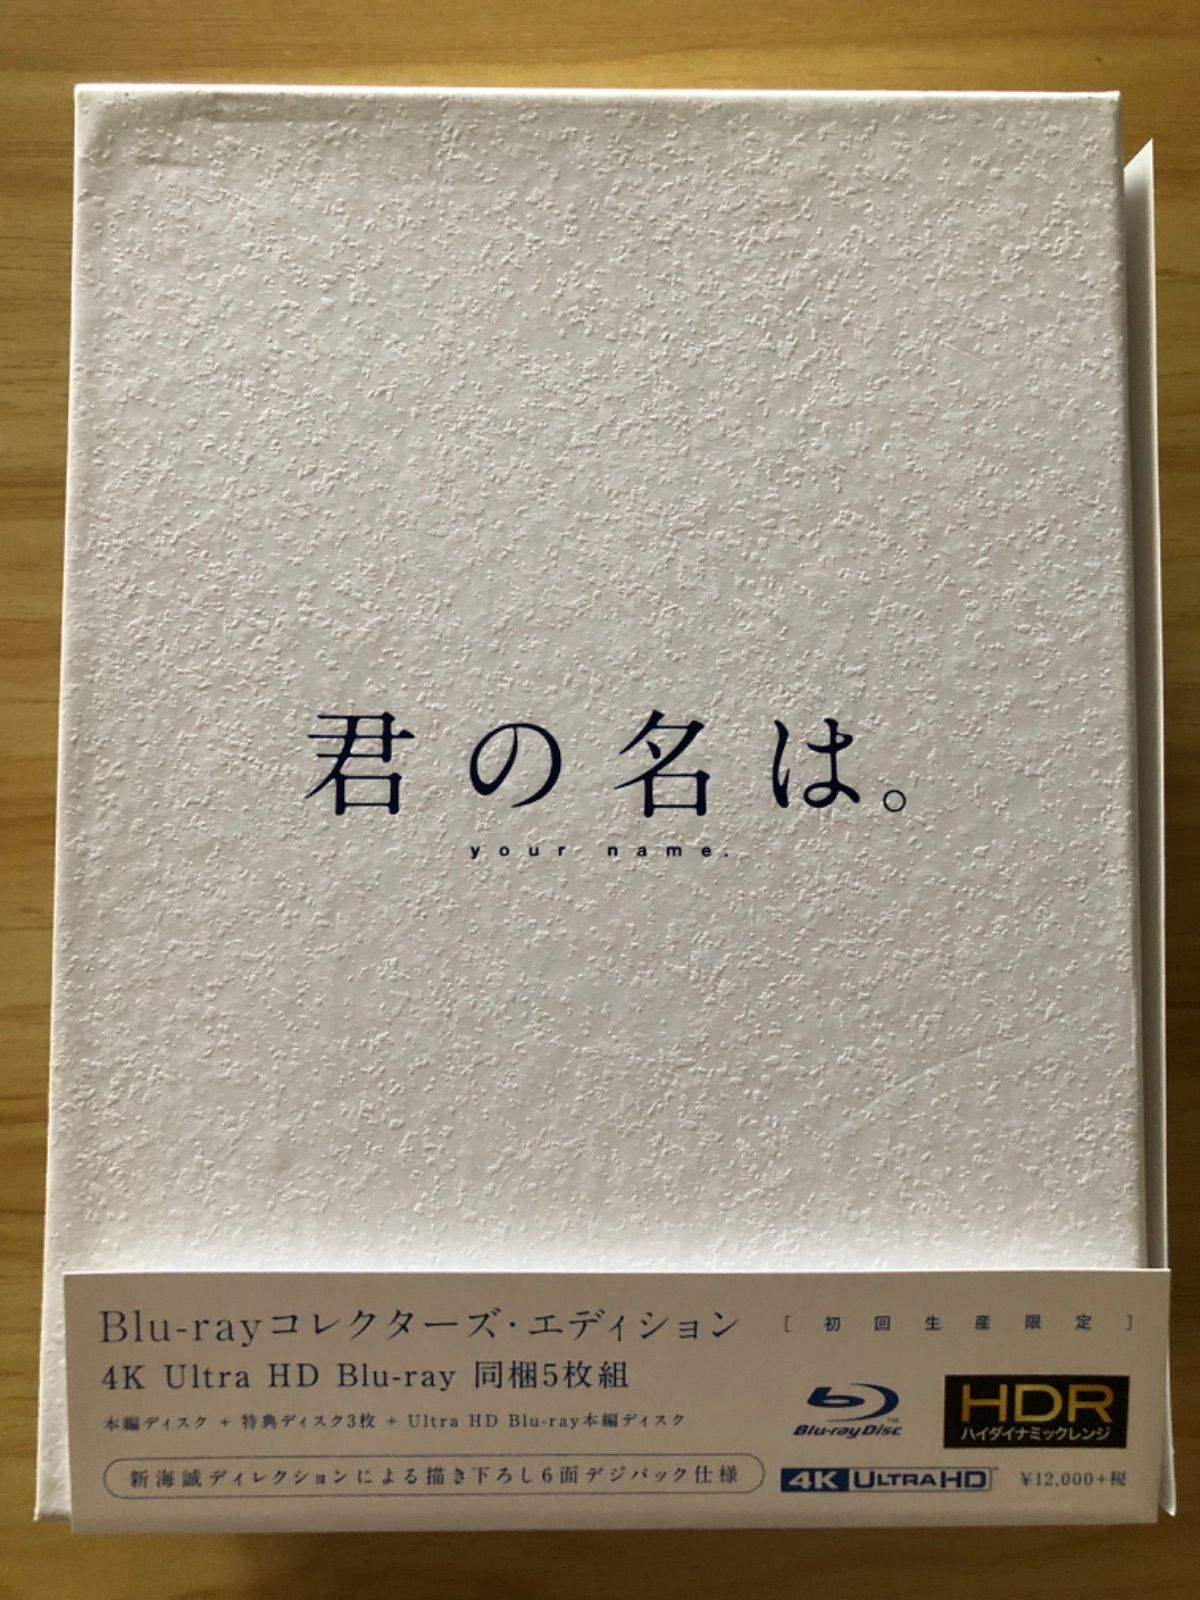 君の名は。
your name.
Blu-rayコレクターズ・エディション
[初回生産限定]
4K Ultra HD Blu-ray 同梱5枚組
本編ディスク + 特典ディスク3枚 + Ultra HD Blu-ray本編ディスク
Blu-ray Disc™
HDR
ハイダイナミックレンジ
新海誠ディレクションによる描き下ろし6面デジパック仕様
4K ULTRA HD™
¥12,000+税